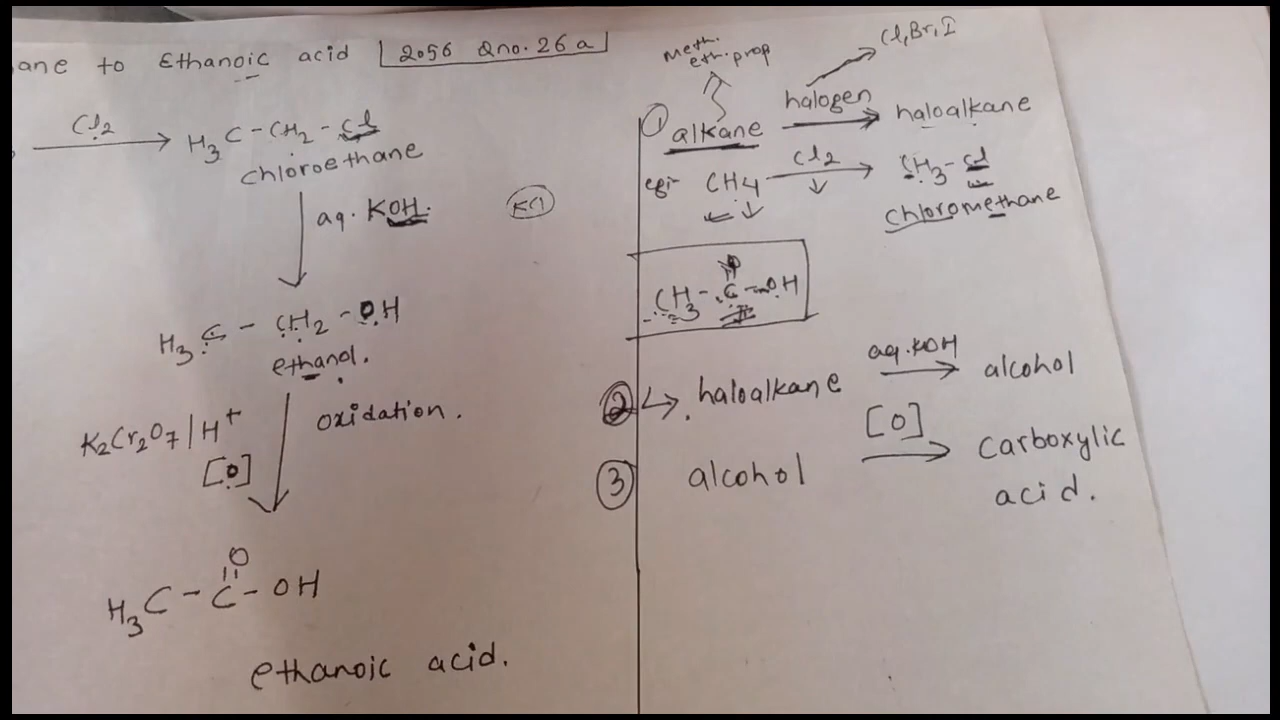 ane to Ethanoic acid 2056 Qno. 26 a
Cl2 → H3C - CH2 - Cl
chloroethane
aq. KOH.
KCl
H3C - CH2 - OH
ethanol.
K2Cr2O7 / H+
[O]
oxidation.
O
H3C - C - OH
ethanoic acid.
meth.
eth. prop
Cl, Br, I
① alkane halogen → haloalkane
eg:- CH4 Cl2 → CH3 - Cl
chloromethane
O
CH3 - C - OH
② ↳ haloalkane aq. KOH → alcohol
③ alcohol [O] → carboxylic
acid.